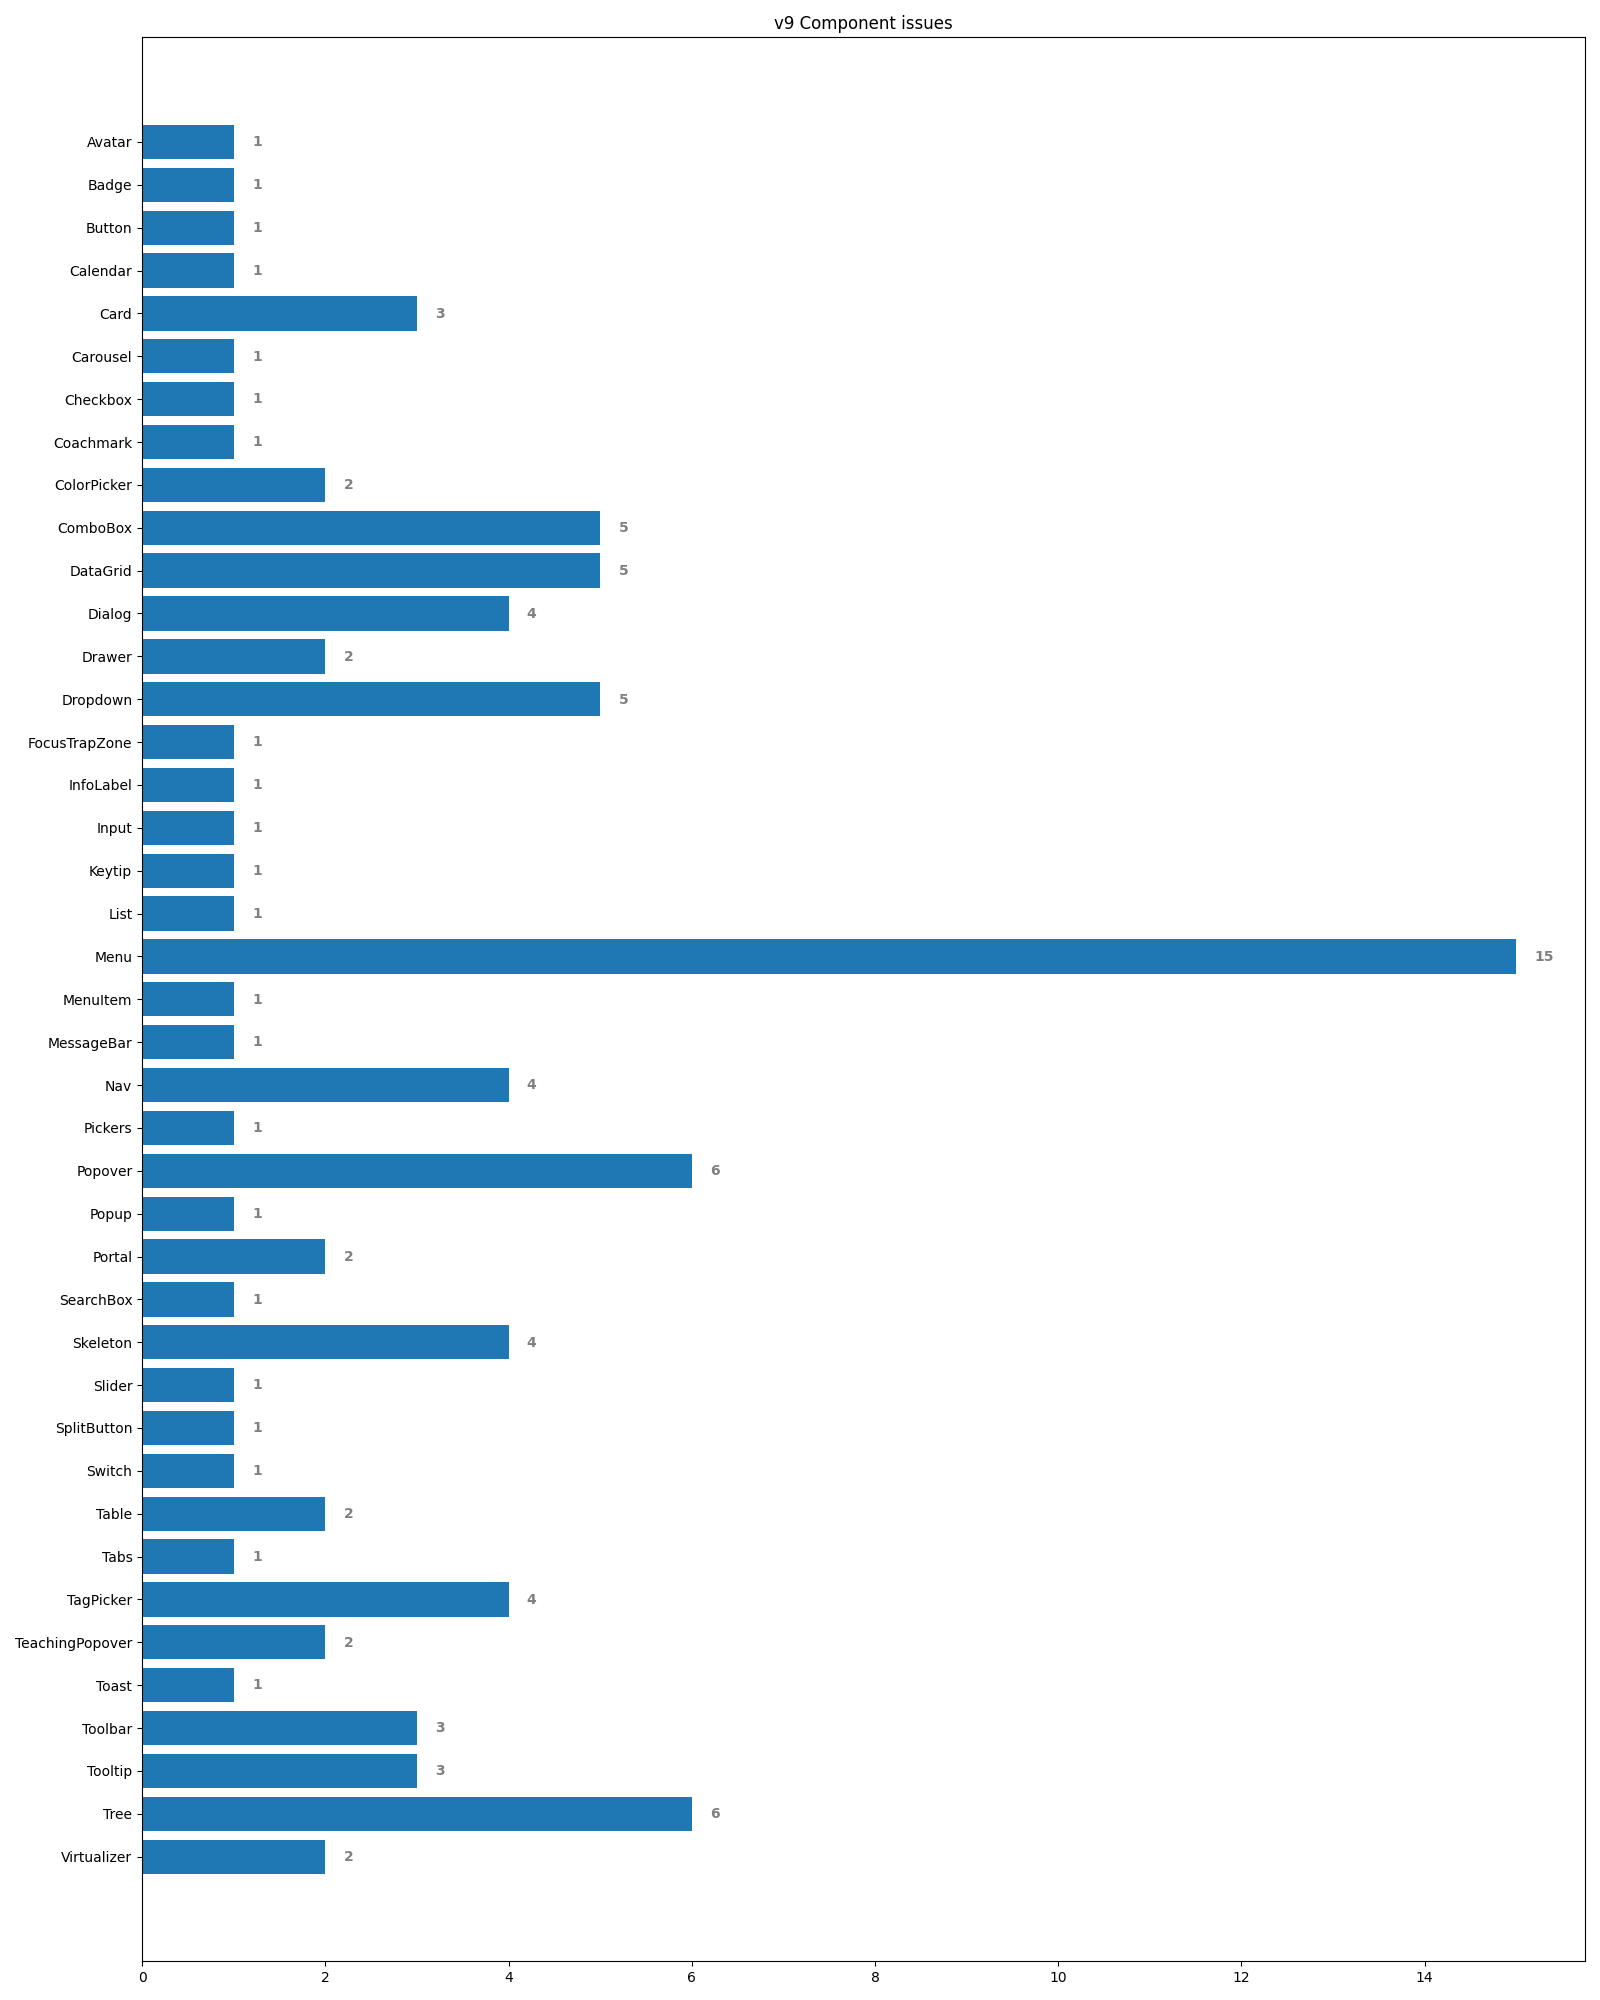 v9 Component issues
Avatar 1
Badge 1
Button 1
Calendar 1
Card 3
Carousel 1
Checkbox 1
Coachmark 1
ColorPicker 2
ComboBox 5
DataGrid 5
Dialog 4
Drawer 2
Dropdown 5
FocusTrapZone 1
InfoLabel 1
Input 1
Keytip 1
List 1
Menu 15
MenuItem 1
MessageBar 1
Nav 4
Pickers 1
Popover 6
Popup 1
Portal 2
SearchBox 1
Skeleton 4
Slider 1
SplitButton 1
Switch 1
Table 2
Tabs 1
TagPicker 4
TeachingPopover 2
Toast 1
Toolbar 3
Tooltip 3
Tree 6
Virtualizer 2
0 2 4 6 8 10 12 14